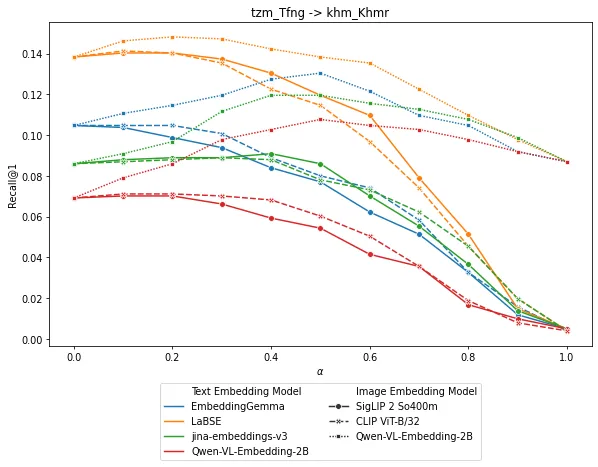 tzm_Tfng -> khm_Khmr
0.14
0.12
0.10
0.08
0.06
0.04
0.02
0.00
Recall@1
0.0 0.2 0.4 0.6 0.8 1.0
α
Text Embedding Model Image Embedding Model
EmbeddingGemma SigLIP 2 So400m
LaBSE CLIP ViT-B/32
jina-embeddings-v3 Qwen-VL-Embedding-2B
Qwen-VL-Embedding-2B